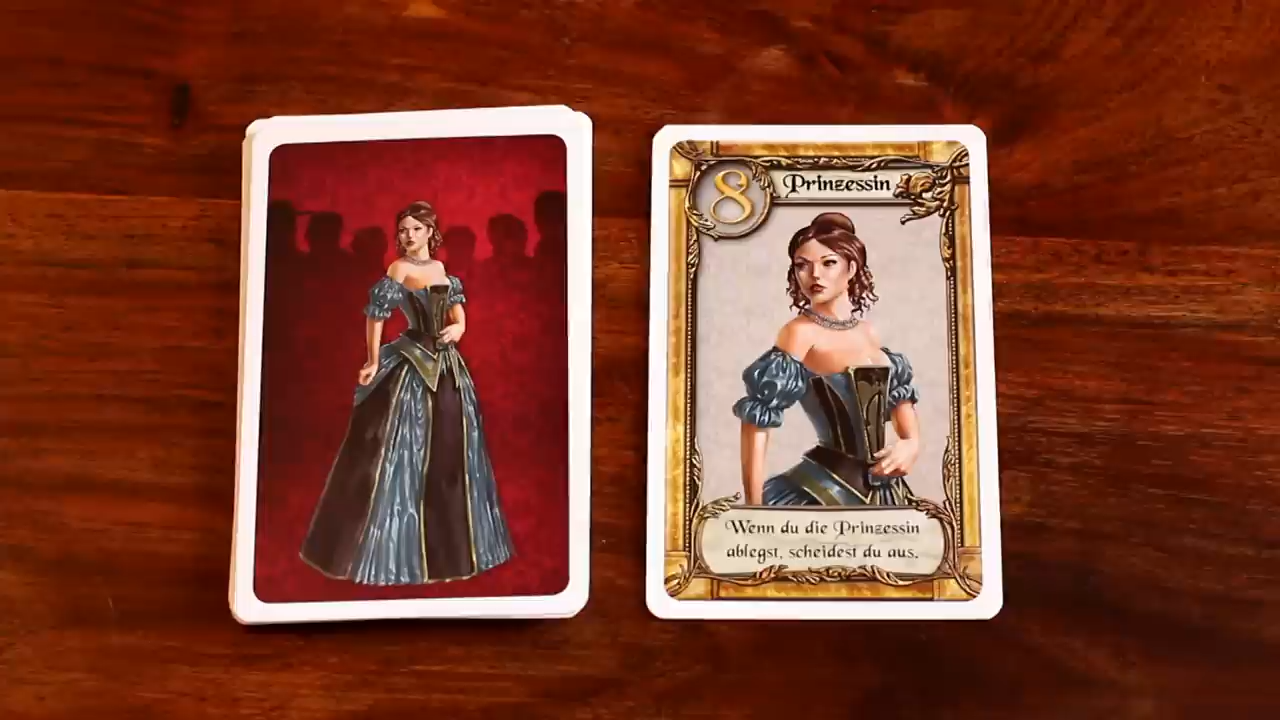 8
Prinzessin
Wenn du die Prinzessin
ablegst, scheidest du aus.